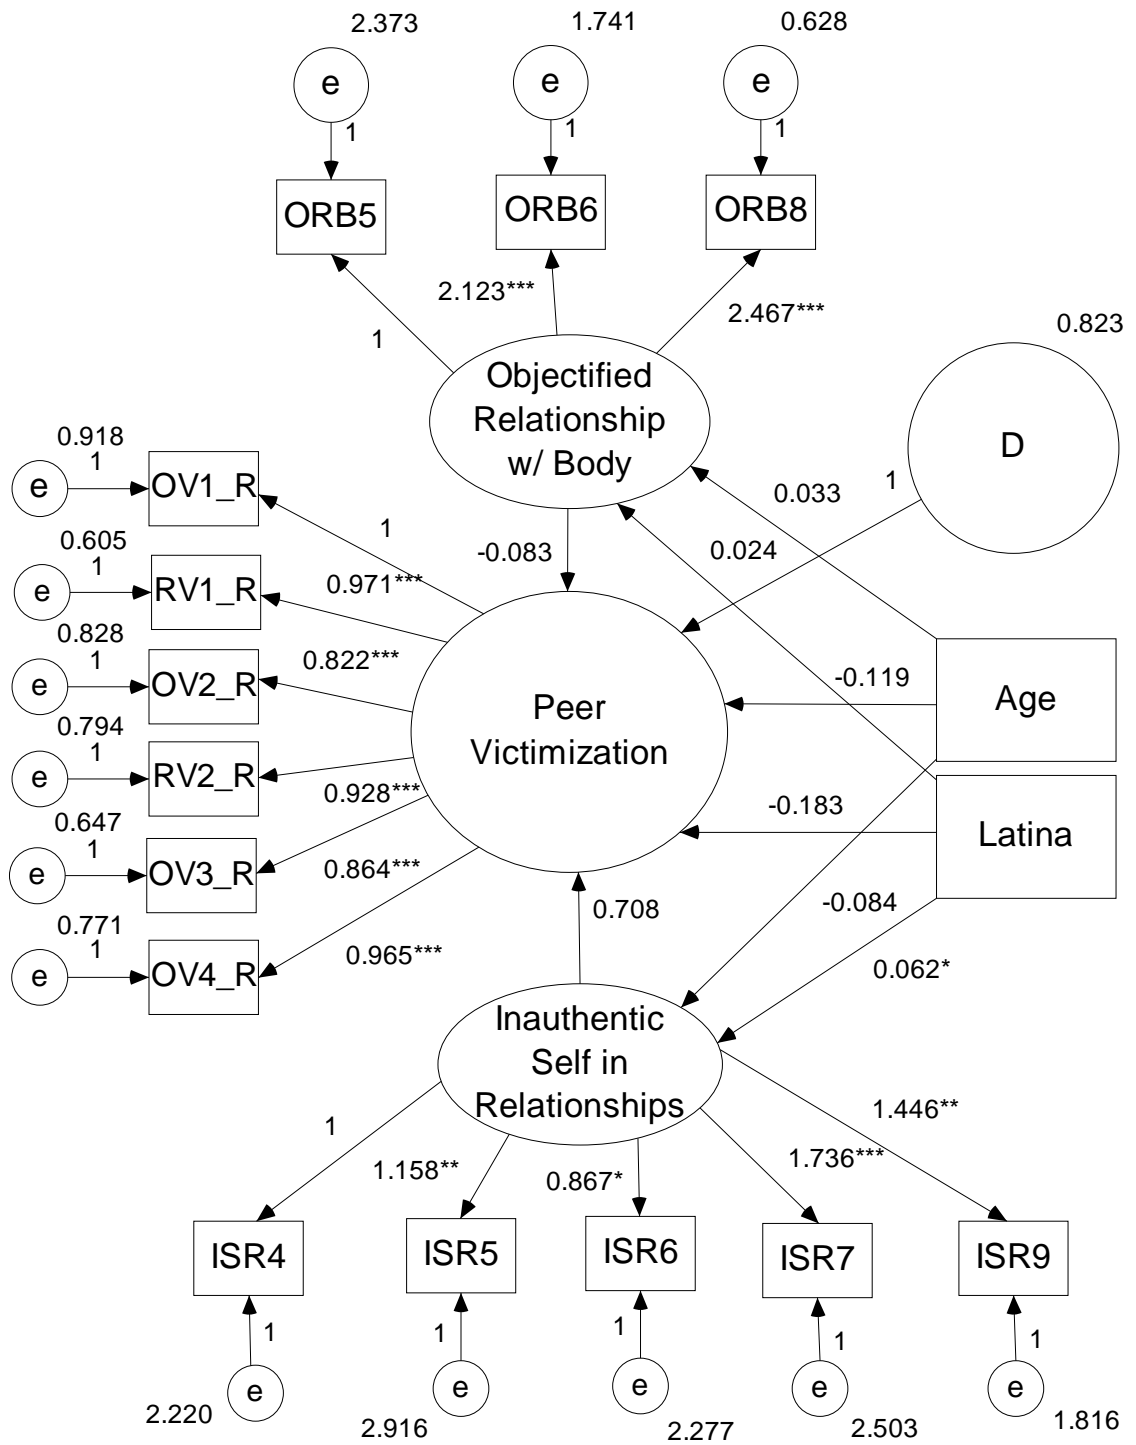 2.373
1.741
0.628
e
e
e
1
1
1
ORB5
ORB6
ORB8
2.123***
2.467***
1
0.823
Objectified
Relationship
w/ Body
D
0.918
1
e
OV1_R
0.033
1
1
-0.083
0.024
0.605
1
e
RV1_R
0.971***
0.828
1
e
OV2_R
0.822***
-0.119
Age
Peer
Victimization
0.794
1
e
RV2_R
0.928***
-0.183
Latina
0.647
1
e
OV3_R
0.864***
-0.084
0.708
0.771
1
e
OV4_R
0.965***
0.062*
Inauthentic
Self in
Relationships
1
1.158**
0.867*
1.736***
1.446**
ISR4
ISR5
ISR6
ISR7
ISR9
1
1
1
1
1
e
e
e
e
e
2.220
2.916
2.277
2.503
1.816